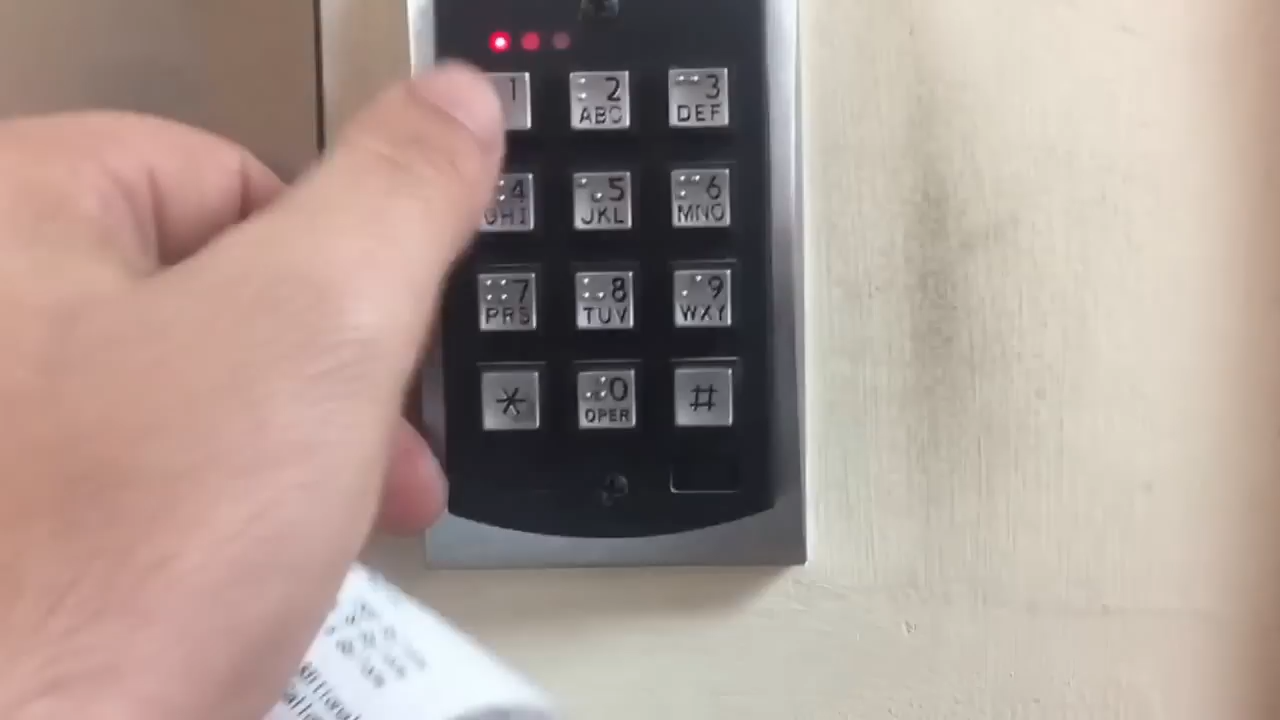 1 2 3
ABC DEF
4 5 6
GHI JKL MNO
7 8 9
PRS TUV WXY
* 0 #
OPER